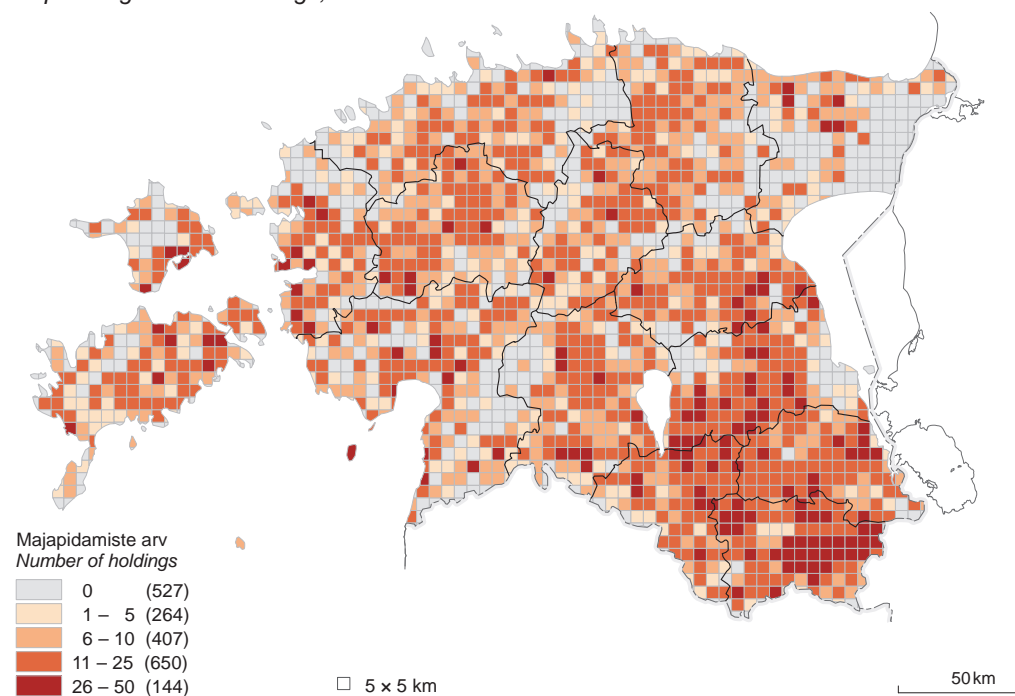 Majapidamiste arv
Number of holdings
0 (527)
1 – 5 (264)
6 – 10 (407)
11 – 25 (650)
26 – 50 (144)
5 × 5 km
50 km